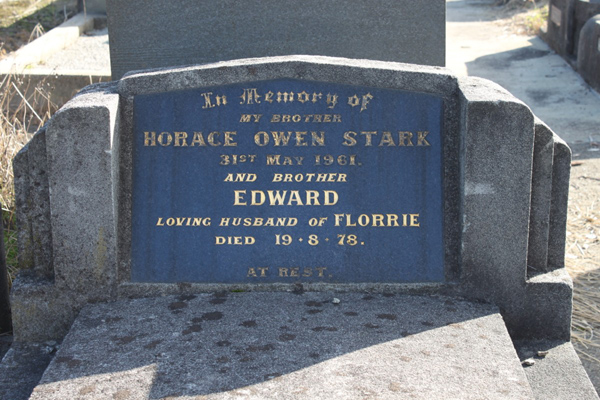 In Memory of
MY BROTHER
HORACE OWEN STARK
31ST MAY 1961.
AND BROTHER
EDWARD
LOVING HUSBAND OF FLORRIE
DIED 19·8·78.
AT REST.